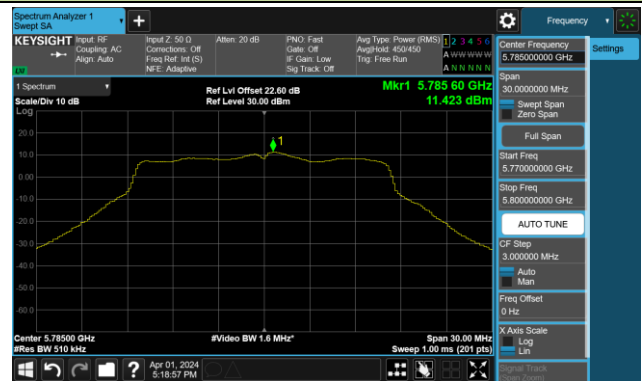 Spectrum Analyzer 1
Swept SA
Frequency
KEYSIGHT
Input: RF
Coupling: AC
Align: Auto
Input Z: 50 Ω
Corrections: Off
Freq Ref: Int (S)
NFE: Adaptive
Atten: 20 dB
PNO: Fast
Gate: Off
IF Gain: Low
Sig Track: Off
Avg Type: Power (RMS)
Avg|Hold: 450/450
Trig: Free Run
1 2 3 4 5 6
A W W W W W
A N N N N N
LW
1 Spectrum
Scale/Div 10 dB
Log
Ref Lvl Offset 22.60 dB
Ref Level 30.00 dBm
Mkr1 5.785 60 GHz
11.423 dBm
1
20.0
10.0
0.00
-10.0
-20.0
-30.0
-40.0
-50.0
-60.0
Center 5.78500 GHz
#Res BW 510 kHz
#Video BW 1.6 MHz*
Span 30.00 MHz
Sweep 1.00 ms (201 pts)
Center Frequency
5.785000000 GHz
Settings
Span
30.0000000 MHz
Swept Span
Zero Span
Full Span
Start Freq
5.770000000 GHz
Stop Freq
5.800000000 GHz
AUTO TUNE
CF Step
3.000000 MHz
Auto
Man
Freq Offset
0 Hz
X Axis Scale
Log
Lin
Signal Track
(Span Zoom)
?
Apr 01, 2024
5:18:57 PM